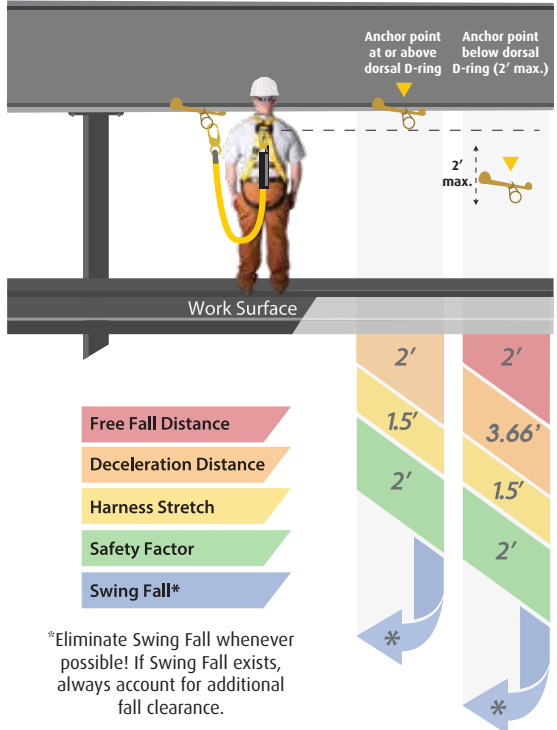 Anchor point
at or above
dorsal D-ring
Anchor point
below dorsal
D-ring (2′ max.)
2′
max.
Work Surface
2′
1.5′
2′
*
2′
3.66′
1.5′
2′
*
Free Fall Distance
Deceleration Distance
Harness Stretch
Safety Factor
Swing Fall*
*Eliminate Swing Fall whenever
possible! If Swing Fall exists,
always account for additional
fall clearance.